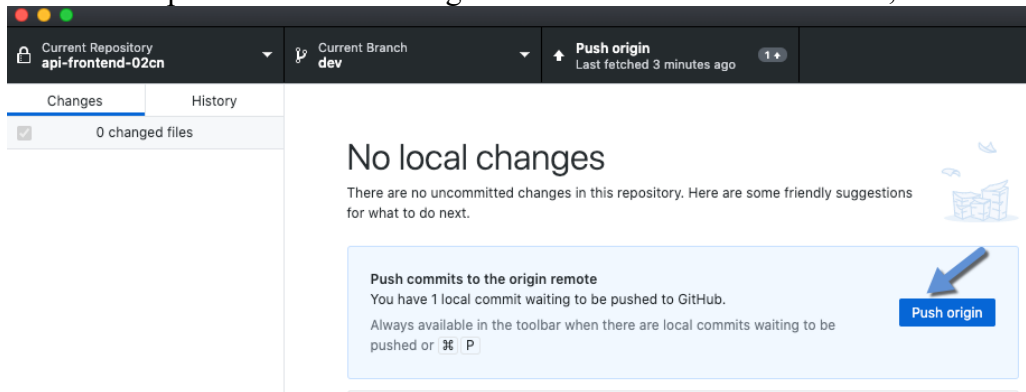 Current Repository
api-frontend-02cn
Current Branch
dev
Push origin
Last fetched 3 minutes ago
1
Changes
History
0 changed files
No local changes
There are no uncommitted changes in this repository. Here are some friendly suggestions
for what to do next.
Push commits to the origin remote
You have 1 local commit waiting to be pushed to GitHub.
Always available in the toolbar when there are local commits waiting to be
pushed or ⌘ P
Push origin